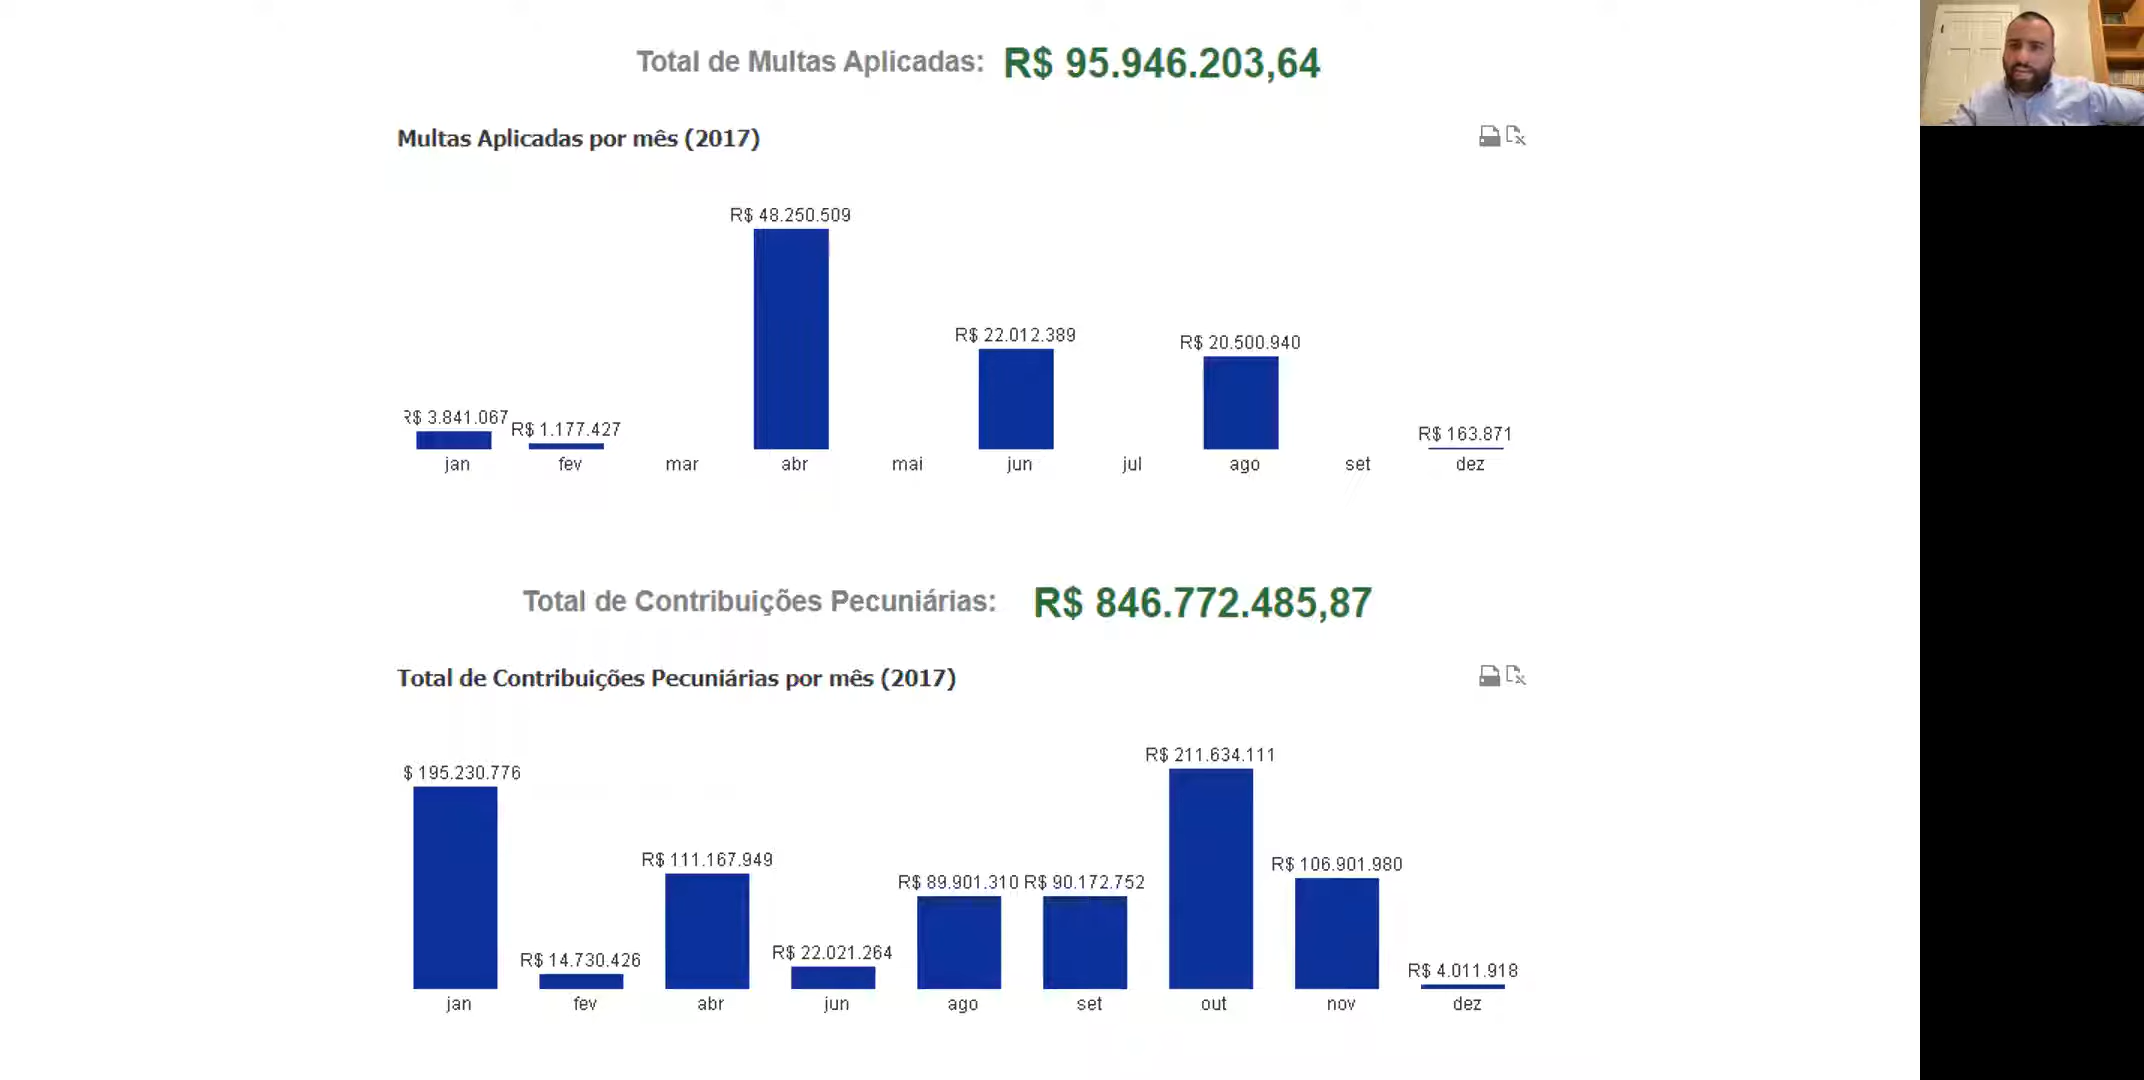 Total de Multas Aplicadas: R$ 95.946.203,64
Multas Aplicadas por mês (2017)
R$ 48.250.509
R$ 22.012.389
R$ 20.500.940
R$ 3.841.067
R$ 1.177.427
R$ 163.871
jan fev mar abr mai jun jul ago set dez
Total de Contribuições Pecuniárias: R$ 846.772.485,87
Total de Contribuições Pecuniárias por mês (2017)
R$ 211.634.111
$ 195.230.776
R$ 111.167.949
R$ 106.901.980
R$ 89.901.310 R$ 90.172.752
R$ 22.021.264
R$ 14.730.426
R$ 4.011.918
jan fev abr jun ago set out nov dez